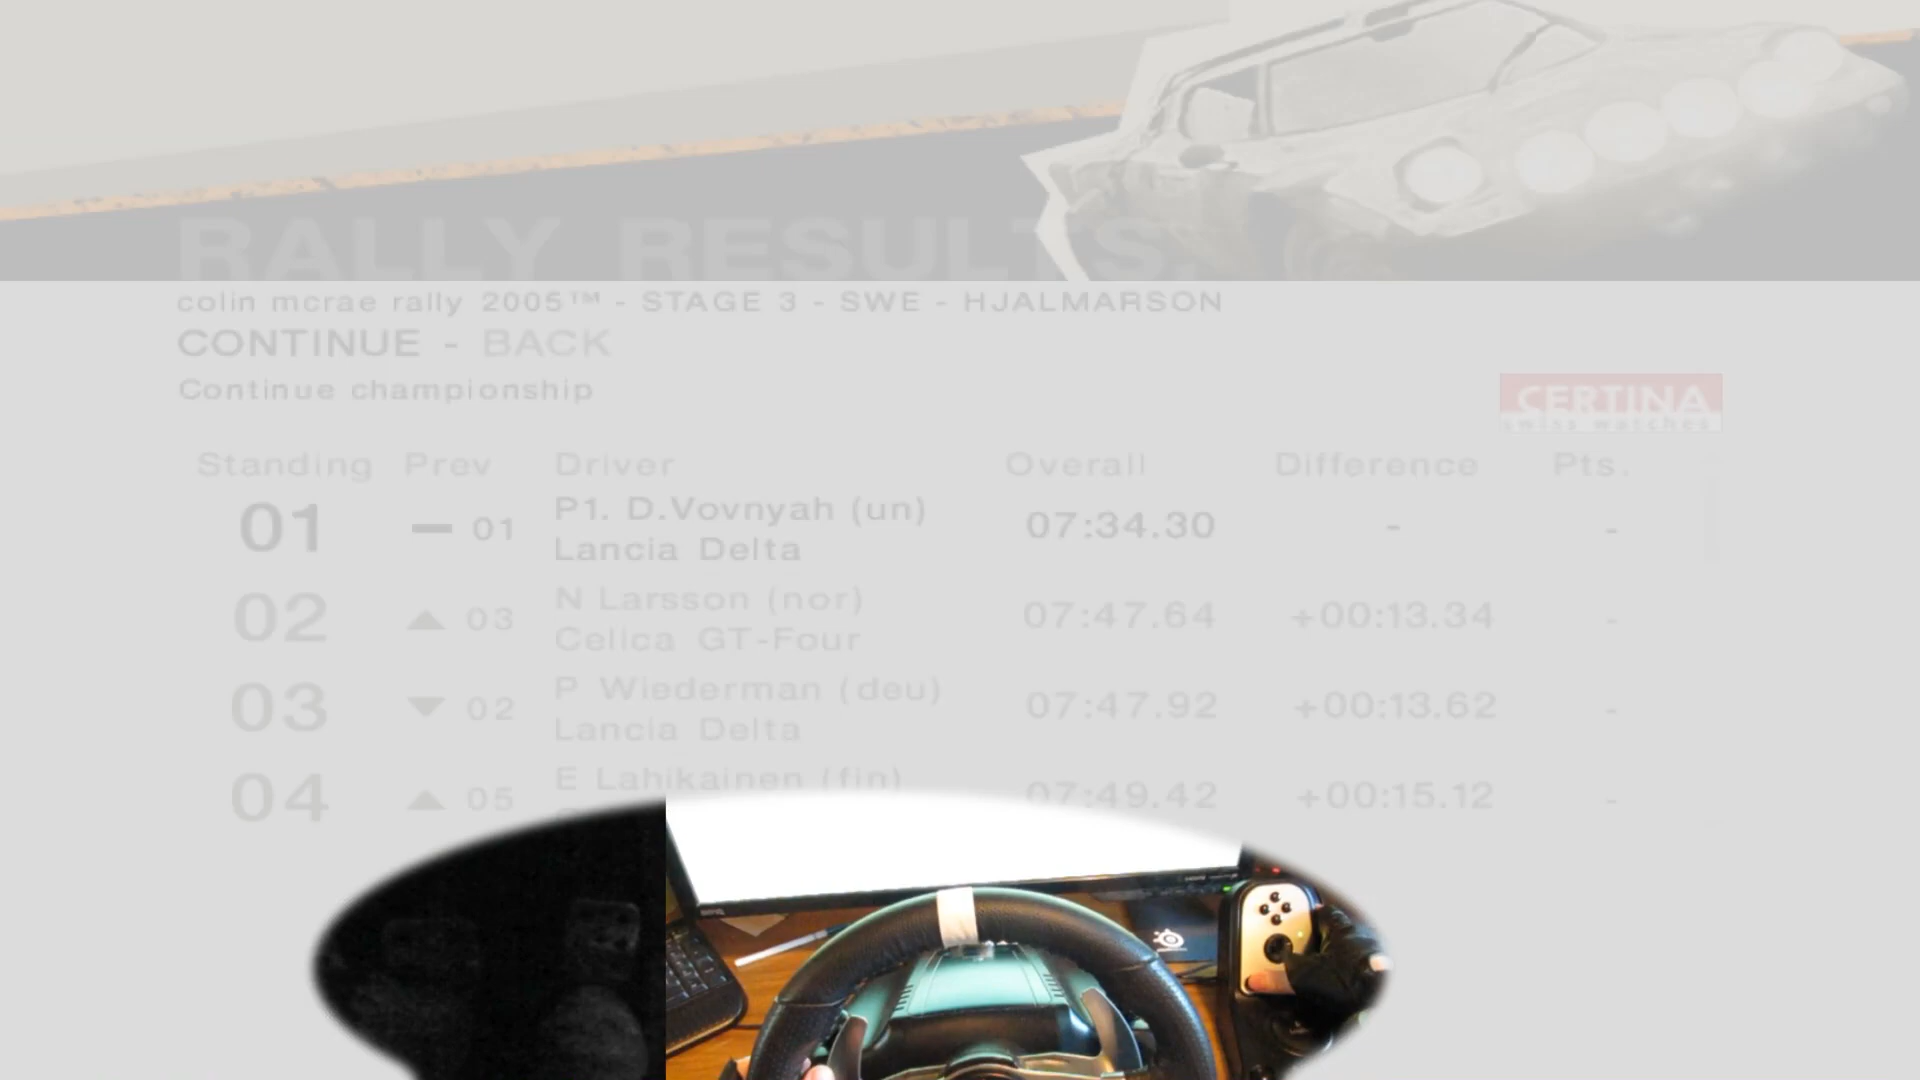 RALLY RESULTS.
colin mcrae rally 2005™ - STAGE 3 - SWE - HJALMARSON
CONTINUE - BACK
Continue championship
CERTINA
swiss watches
Standing Prev Driver Overall Difference Pts.
01 01 P1. D.Vovnyah (un) 07:34.30 - -
Lancia Delta
02 03 N Larsson (nor) 07:47.64 +00:13.34 -
Celica GT-Four
03 02 P Wiederman (deu) 07:47.92 +00:13.62 -
Lancia Delta
04 05 E Lahikainen (fin) 07:49.42 +00:15.12 -
BenQ